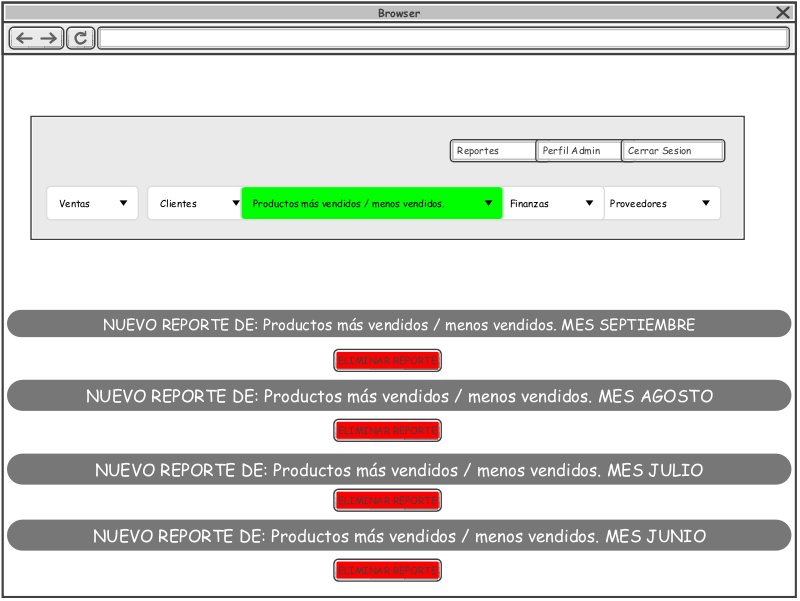 Browser
Reportes
Perfil Admin
Cerrar Sesion
Ventas
Clientes
Productos más vendidos / menos vendidos.
Finanzas
Proveedores
NUEVO REPORTE DE: Productos más vendidos / menos vendidos. MES SEPTIEMBRE
ELIMINAR REPORTE
NUEVO REPORTE DE: Productos más vendidos / menos vendidos. MES AGOSTO
ELIMINAR REPORTE
NUEVO REPORTE DE: Productos más vendidos / menos vendidos. MES JULIO
ELIMINAR REPORTE
NUEVO REPORTE DE: Productos más vendidos / menos vendidos. MES JUNIO
ELIMINAR REPORTE